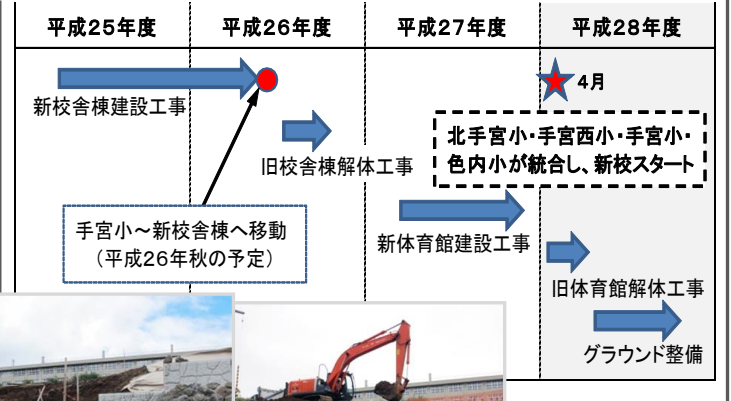 平成25年度 平成26年度 平成27年度 平成28年度
4月
新校舎棟建設工事
北手宮小・手宮西小・手宮小・
色内小が統合し、新校スタート
旧校舎棟解体工事
手宮小～新校舎棟へ移動
（平成26年秋の予定）
新体育館建設工事
旧体育館解体工事
グラウンド整備